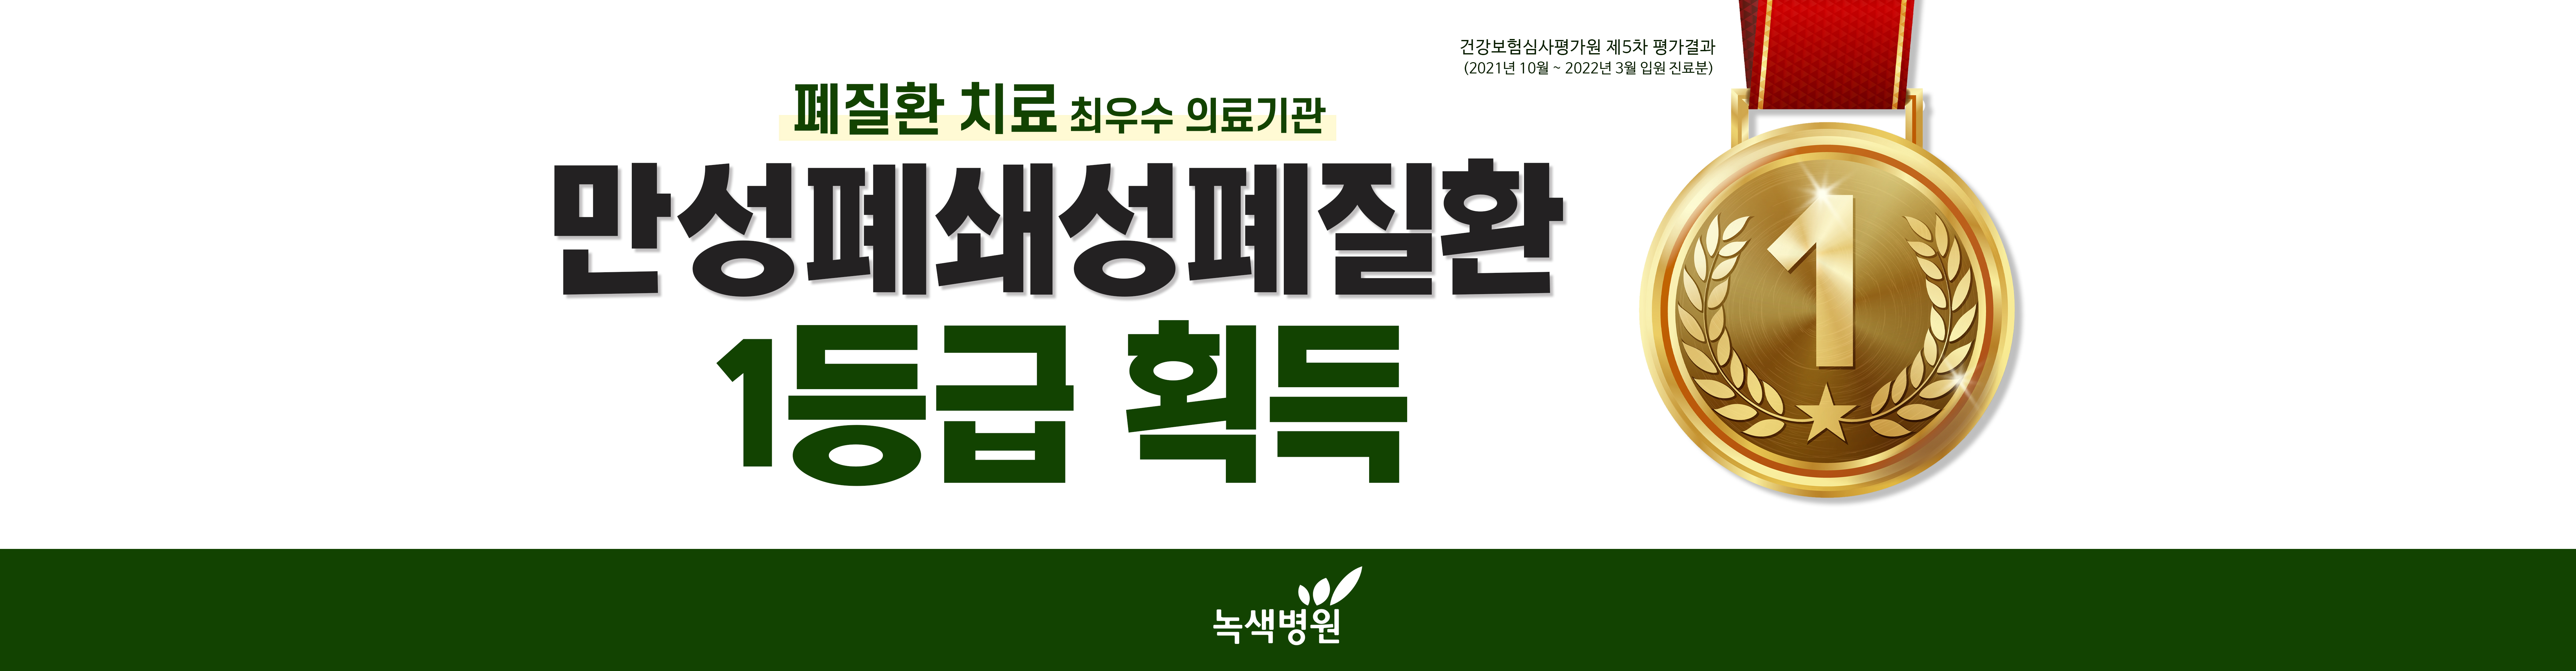 건강보험심사평가원 제5차 평가결과
(2021년 10월 ~ 2022년 3월 입원 진료분)
폐질환 치료 최우수 의료기관
만성폐쇄성폐질환
1등급 획득
1
녹색병원